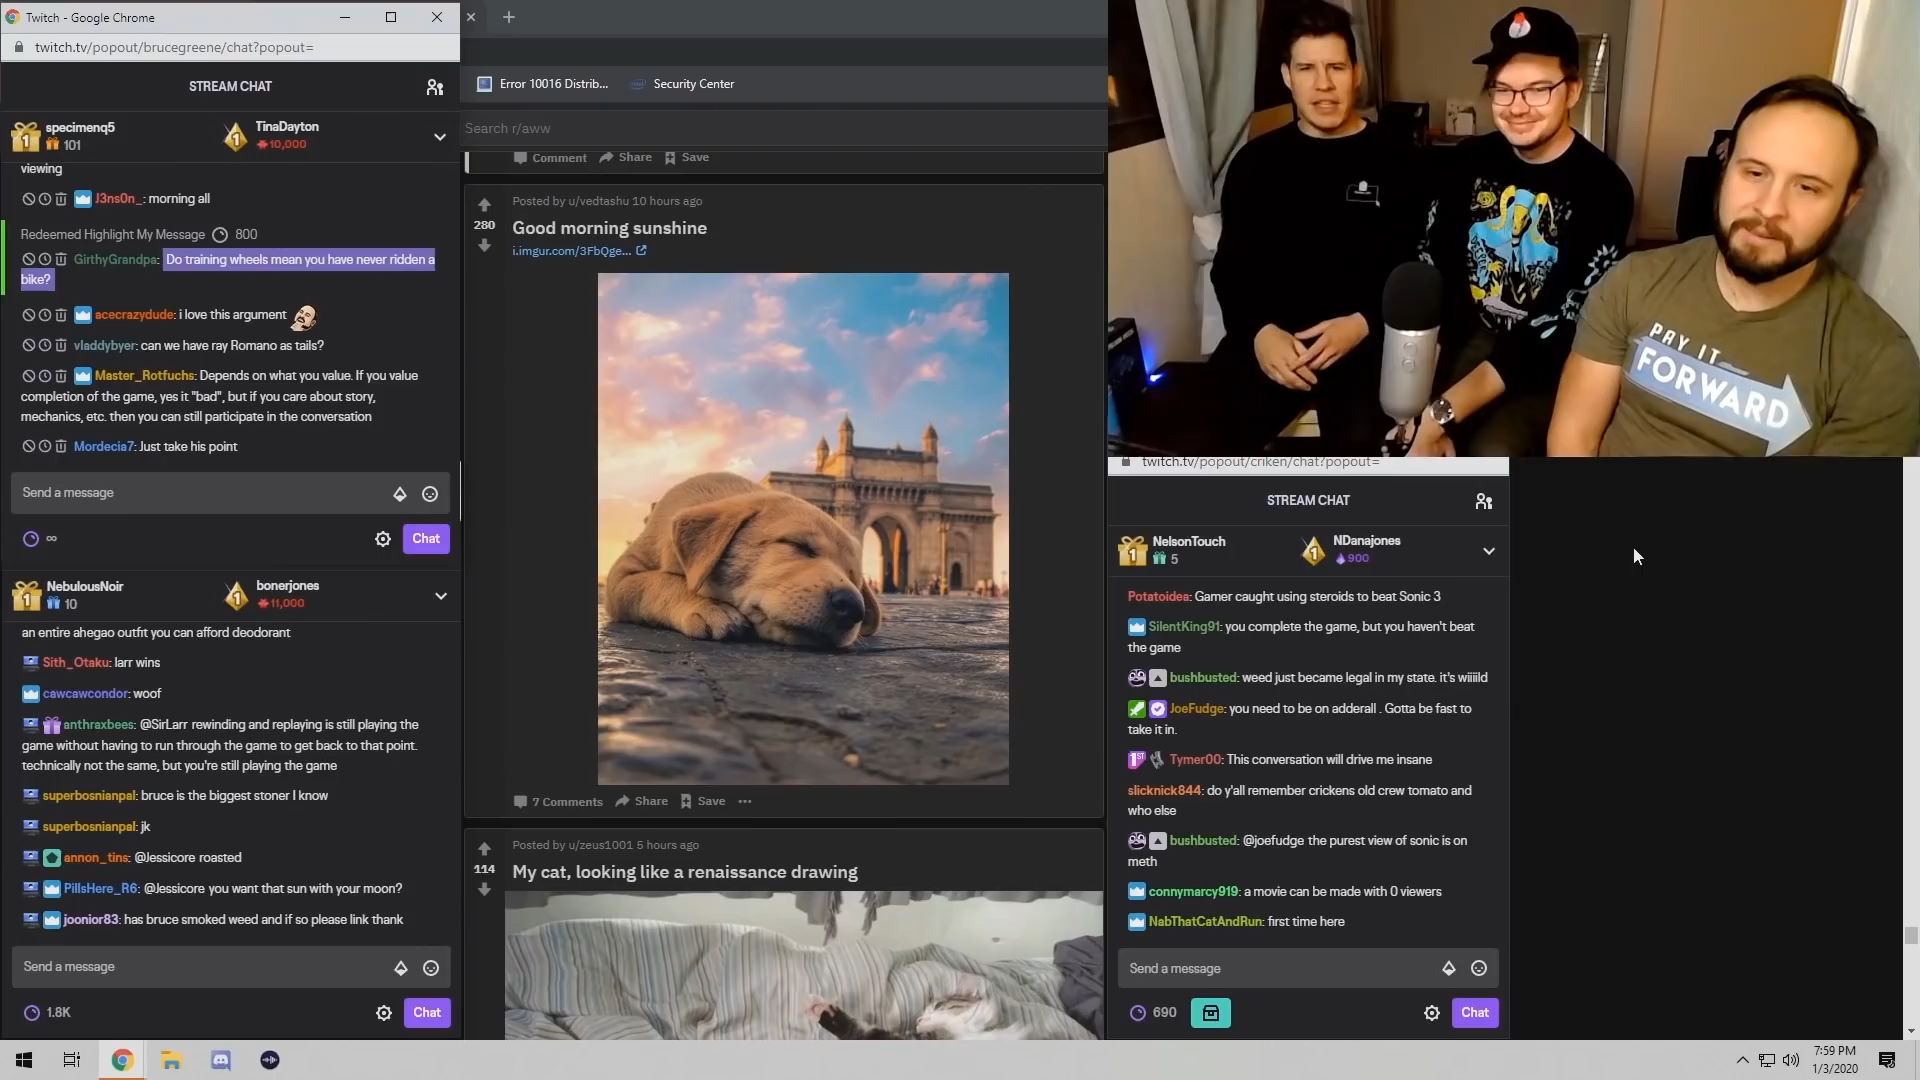 Twitch - Google Chrome
twitch.tv/popout/brucegreene/chat?popout=
STREAM CHAT
specimenq5
101
TinaDayton
10,000
viewing
J3ns0n_: morning all
Redeemed Highlight My Message 800
GirthyGrandpa: Do training wheels mean you have never ridden a
bike?
acecrazydude: i love this argument
vladdybyer: can we have ray Romano as tails?
Master_Rotfuchs: Depends on what you value. If you value
completion of the game, yes it "bad", but if you care about story,
mechanics, etc. then you can still participate in the conversation
Mordecia7: Just take his point
Send a message
∞
Chat
NebulousNoir
10
bonerjones
11,000
an entire ahegao outfit you can afford deodorant
Sith_Otaku: larr wins
cawcawcondor: woof
anthraxbees: @SirLarr rewinding and replaying is still playing the
game without having to run through the game to get back to that point.
technically not the same, but you're still playing the game
superbosnianpal: bruce is the biggest stoner I know
superbosnianpal: jk
annon_tins: @Jessicore roasted
PillsHere_R6: @Jessicore you want that sun with your moon?
joonior83: has bruce smoked weed and if so please link thank
Send a message
1.8K
Chat
Error 10016 Distrib...
Security Center
Search r/aww
Comment Share Save
Posted by u/vedtashu 10 hours ago
280
Good morning sunshine
i.imgur.com/3FbQge...
7 Comments Share Save
Posted by u/zeus1001 5 hours ago
114
My cat, looking like a renaissance drawing
PAY IT
FORWARD
twitch.tv/popout/criken/chat?popout=
STREAM CHAT
NelsonTouch
5
NDanajones
900
Potatoidea: Gamer caught using steroids to beat Sonic 3
SilentKing91: you complete the game, but you haven't beat
the game
bushbusted: weed just became legal in my state. it's wiiiild
JoeFudge: you need to be on adderall . Gotta be fast to
take it in.
1ST Tymer00: This conversation will drive me insane
slicknick844: do y'all remember crickens old crew tomato and
who else
bushbusted: @joefudge the purest view of sonic is on
meth
connymarcy919: a movie can be made with 0 viewers
NabThatCatAndRun: first time here
Send a message
690
Chat
7:59 PM
1/3/2020